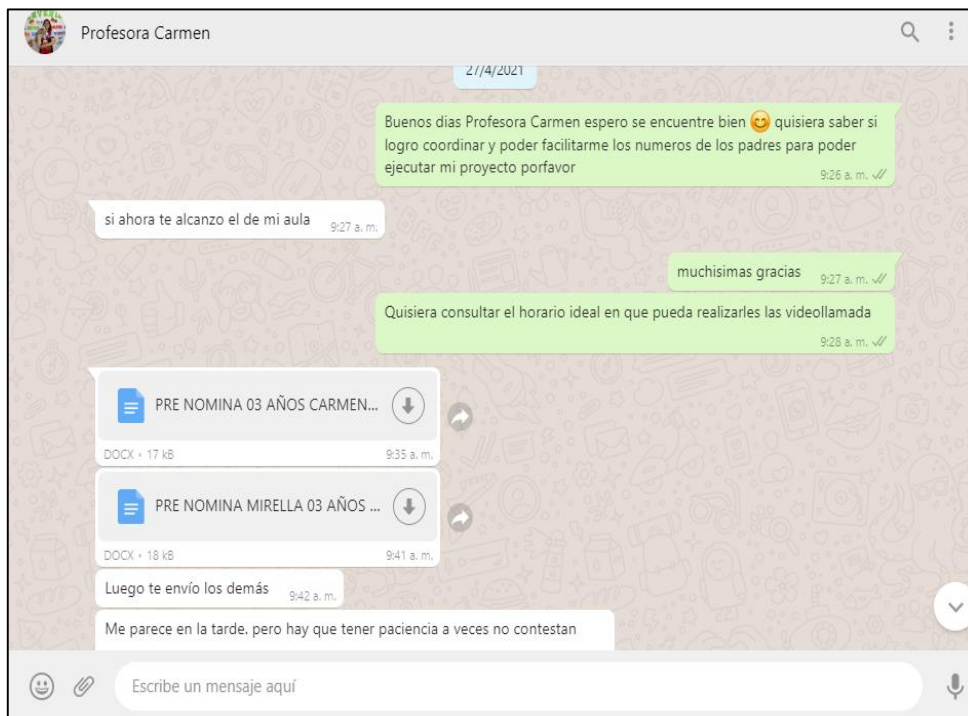 Profesora Carmen
27/4/2021
Buenos dias Profesora Carmen espero se encuentre bien 😊 quisiera saber si
logro coordinar y poder facilitarme los numeros de los padres para poder
ejecutar mi proyecto porfavor
9:26 a. m.
si ahora te alcanzo el de mi aula 9:27 a. m.
muchisimas gracias 9:27 a. m.
Quisiera consultar el horario ideal en que pueda realizarles las videollamada
9:28 a. m.
PRE NOMINA 03 AÑOS CARMEN...
DOCX • 17 kB 9:35 a. m.
PRE NOMINA MIRELLA 03 AÑOS ...
DOCX • 18 kB 9:41 a. m.
Luego te envío los demás 9:42 a. m.
Me parece en la tarde. pero hay que tener paciencia a veces no contestan
Escribe un mensaje aquí